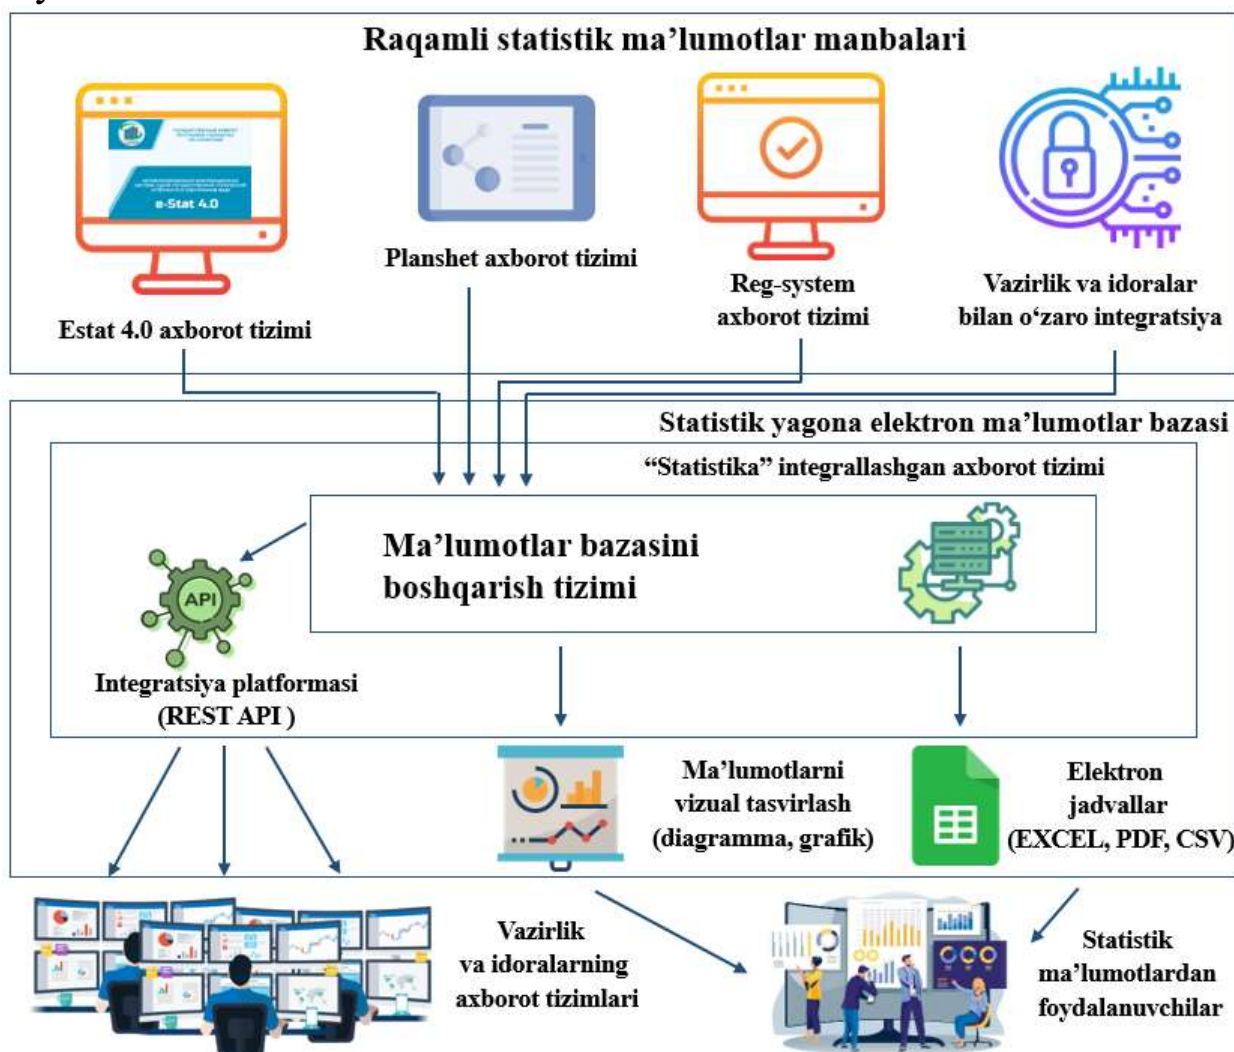 Raqamli statistik ma’lumotlar manbalari
e-Stat 4.0
Planshet axborot tizimi
Estat 4.0 axborot tizimi
Reg-system
axborot tizimi
Vazirlik va idoralar
bilan o‘zaro integratsiya
Statistik yagona elektron ma’lumotlar bazasi
“Statistika” integrallashgan axborot tizimi
Ma’lumotlar bazasini
boshqarish tizimi
API
Integratsiya platformasi
(REST API )
Ma’lumotlarni
vizual tasvirlash
(diagramma, grafik)
Elektron
jadvallar
(EXCEL, PDF, CSV)
Vazirlik
va idoralarning
axborot tizimlari
Statistik
ma’lumotlardan
foydalanuvchilar